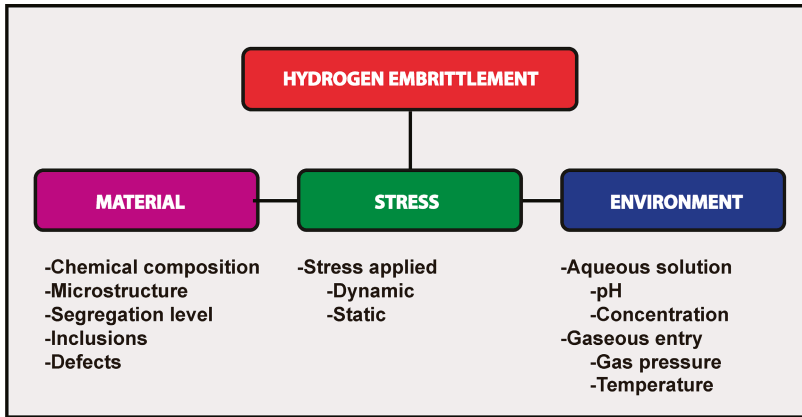 HYDROGEN EMBRITTLEMENT
MATERIAL
-Chemical composition
-Microstructure
-Segregation level
-Inclusions
-Defects
STRESS
-Stress applied
-Dynamic
-Static
ENVIRONMENT
-Aqueous solution
-pH
-Concentration
-Gaseous entry
-Gas pressure
-Temperature